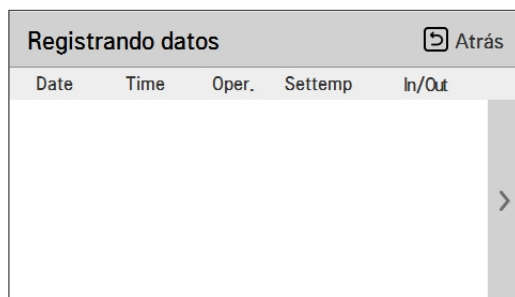 Registrando datos Atrás
Date Time Oper. Settemp In/Out